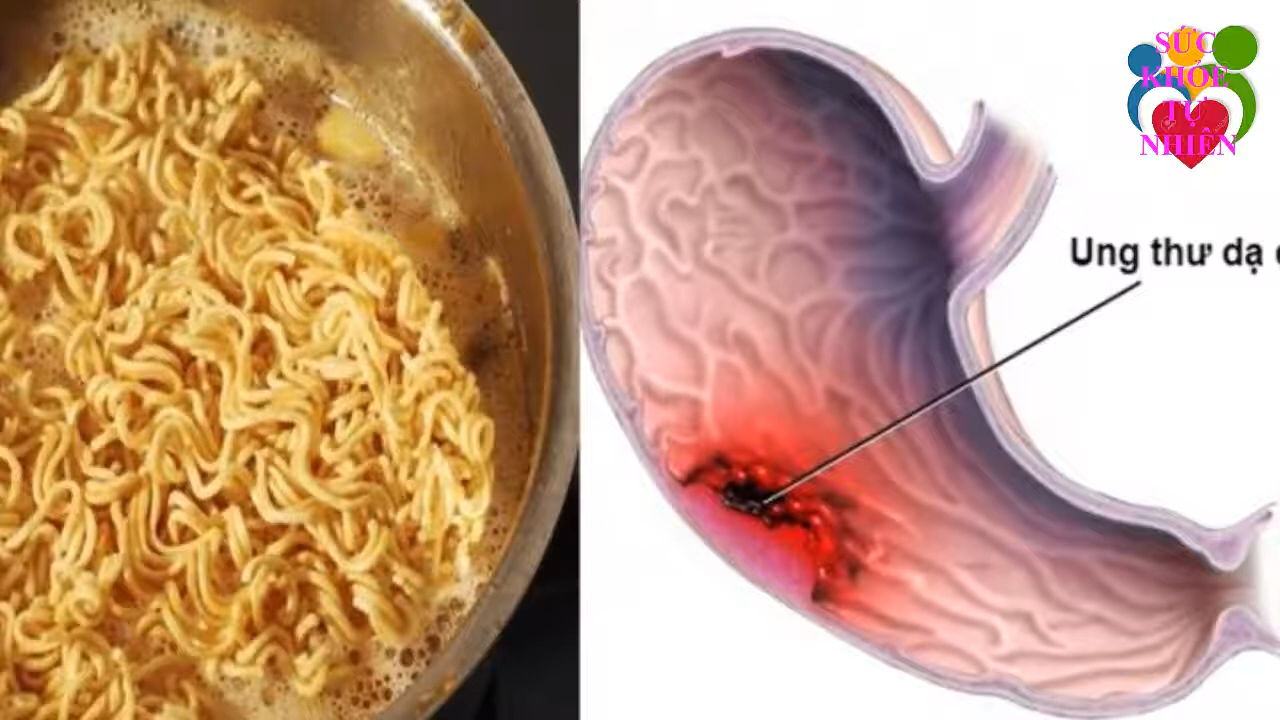 SỨC
KHỎE
TỰ
NHIÊN
Ung thư dạ